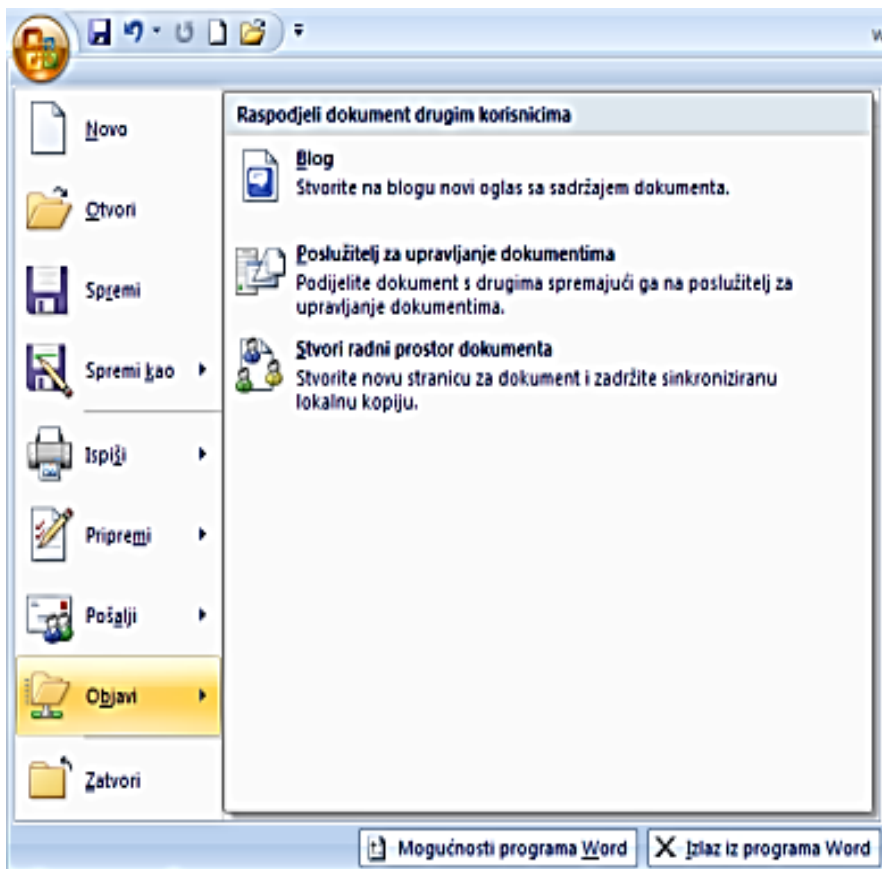 Novo
Otvori
Spremi
Spremi kao
Ispiši
Pripremi
Pošalji
Objavi
Zatvori
Raspodjeli dokument drugim korisnicima
Blog
Stvorite na blogu novi oglas sa sadržajem dokumenta.
Poslužitelj za upravljanje dokumentima
Podijelite dokument s drugima spremajući ga na poslužitelj za
upravljanje dokumentima.
Stvori radni prostor dokumenta
Stvorite novu stranicu za dokument i zadržite sinkroniziranu
lokalnu kopiju.
Mogućnosti programa Word
Izlaz iz programa Word